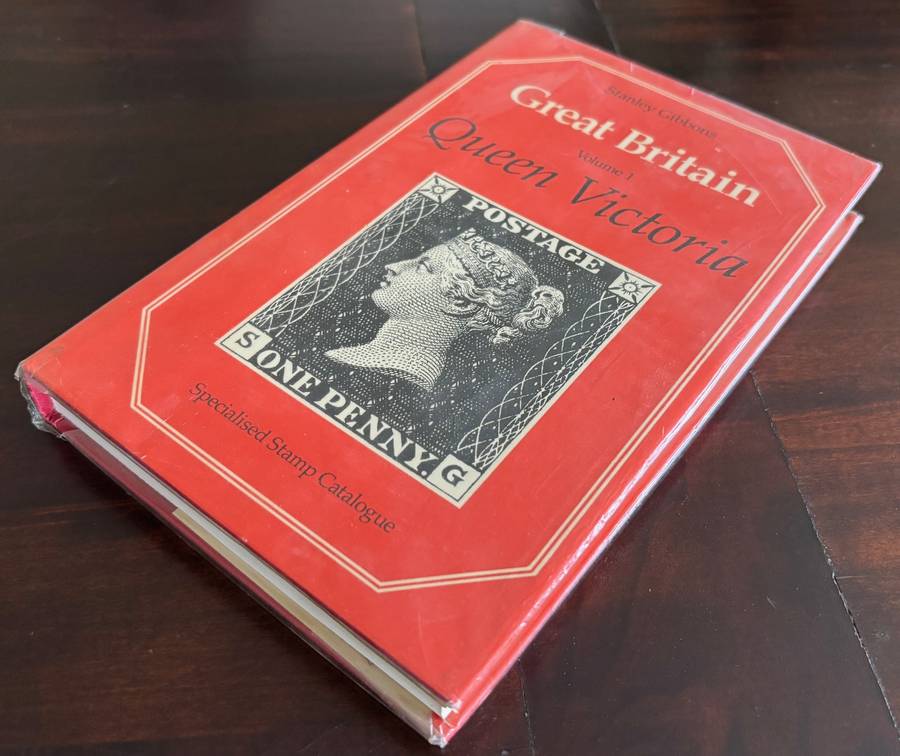 Stanley Gibbons
Great Britain
Volume 1
Queen Victoria
POSTAGE
S ONE PENNY. G
Specialised Stamp Catalogue